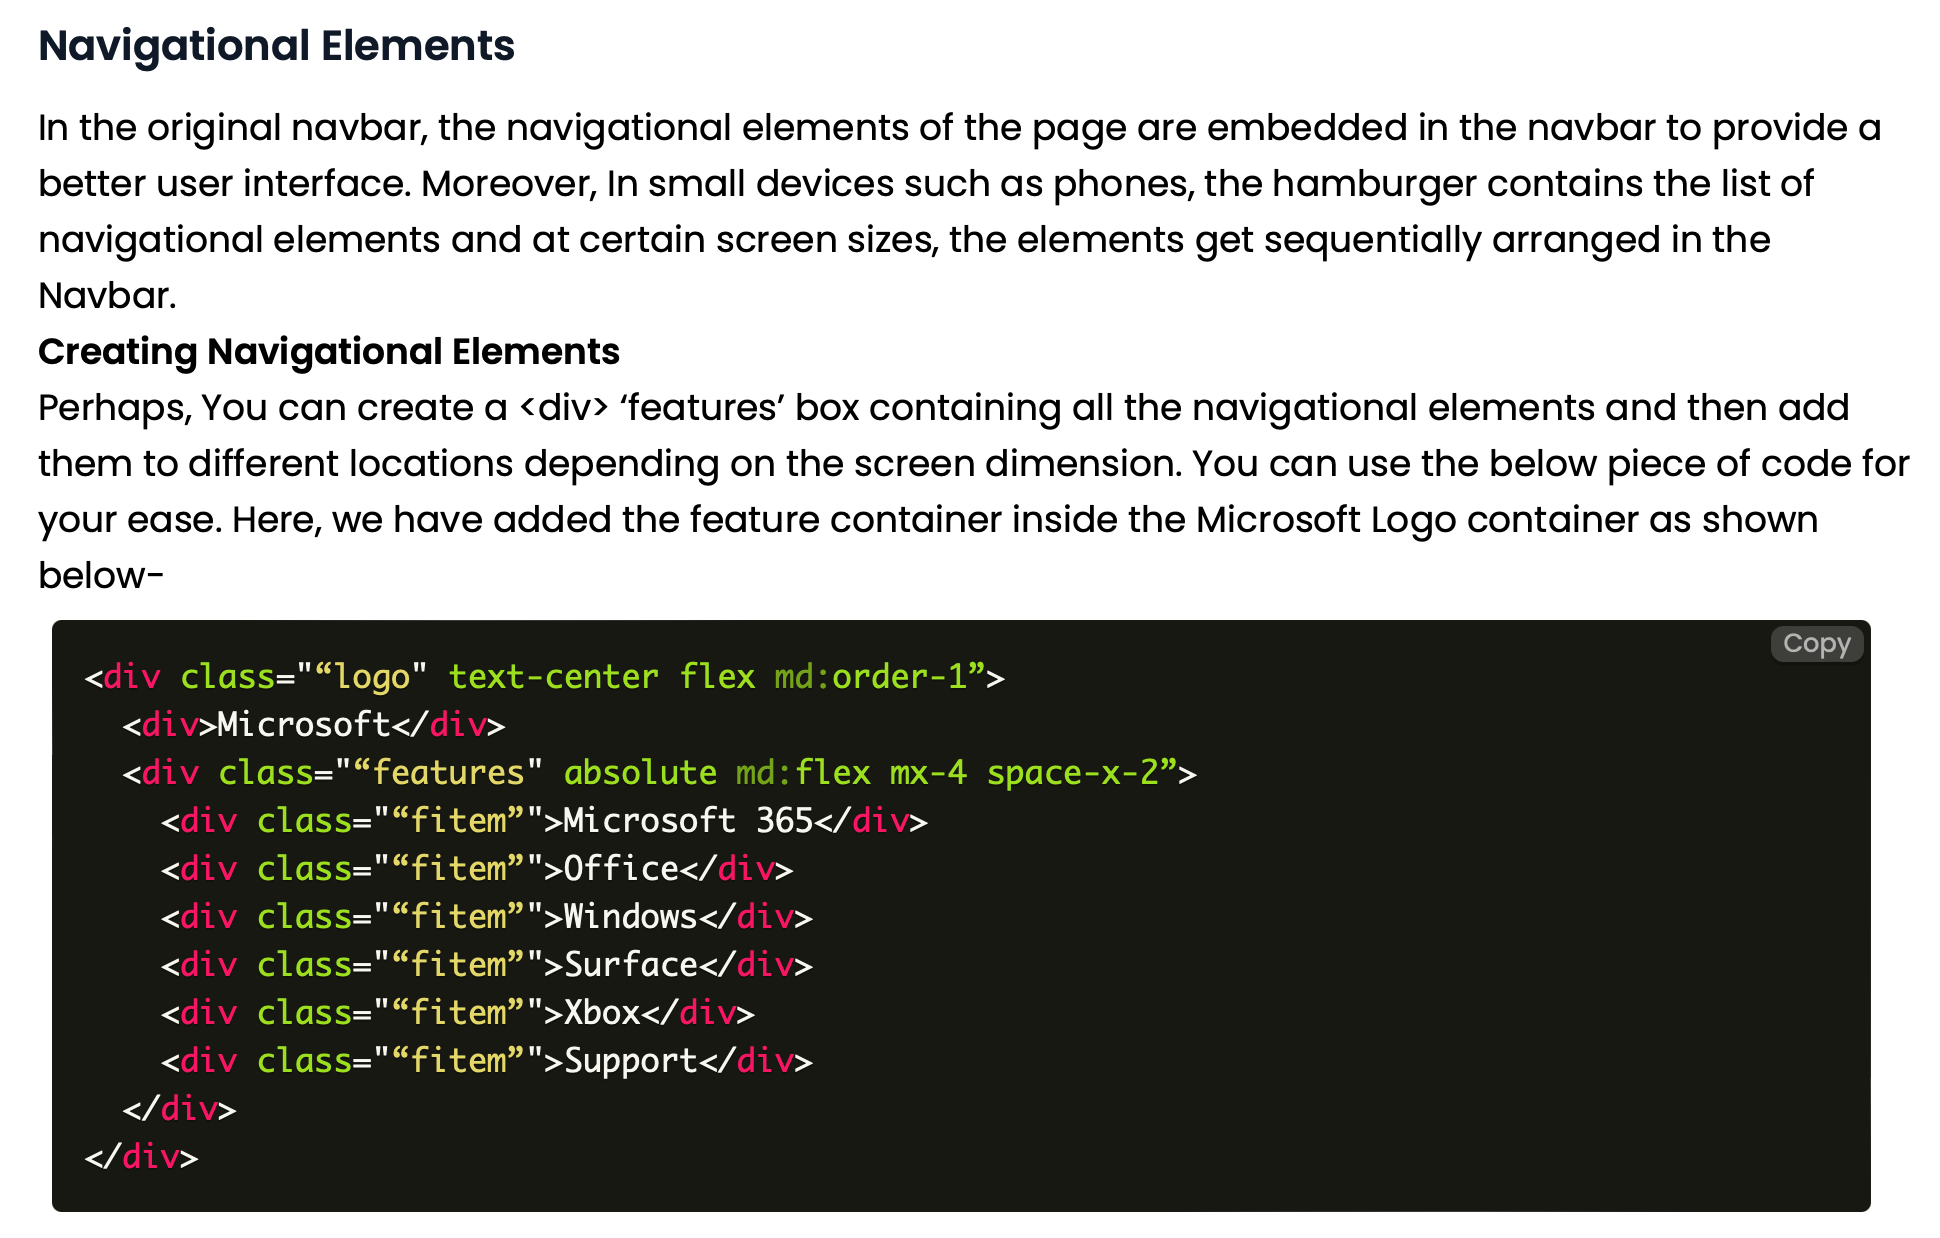 Navigational Elements
In the original navbar, the navigational elements of the page are embedded in the navbar to provide a
better user interface. Moreover, In small devices such as phones, the hamburger contains the list of
navigational elements and at certain screen sizes, the elements get sequentially arranged in the
Navbar.
Creating Navigational Elements
Perhaps, You can create a <div> ‘features’ box containing all the navigational elements and then add
them to different locations depending on the screen dimension. You can use the below piece of code for
your ease. Here, we have added the feature container inside the Microsoft Logo container as shown
below-
Copy
<div class="“logo" text-center flex md:order-1”>
  <div>Microsoft</div>
  <div class="“features" absolute md:flex mx-4 space-x-2”>
    <div class="“fitem”">Microsoft 365</div>
    <div class="“fitem”">Office</div>
    <div class="“fitem”">Windows</div>
    <div class="“fitem”">Surface</div>
    <div class="“fitem”">Xbox</div>
    <div class="“fitem”">Support</div>
  </div>
</div>